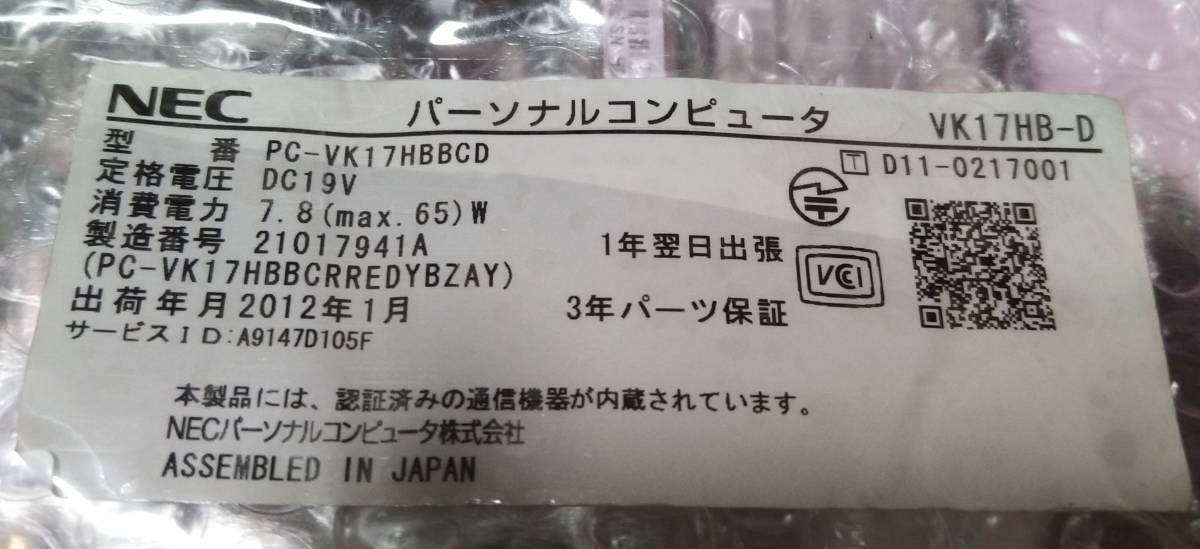 NEC パーソナルコンピュータ VK17HB-D
型番 PC-VK17HBBCD
T D11-0217001
定格電圧 DC19V
消費電力 7.8(max.65)W
製造番号 21017941A
1年翌日出張
(PC-VK17HBBCRREDYBZAY)
VCCI
出荷年月 2012年1月
3年パーツ保証
サービスID:A9147D105F
本製品には、認証済みの通信機器が内蔵されています。
NECパーソナルコンピュータ株式会社
ASSEMBLED IN JAPAN